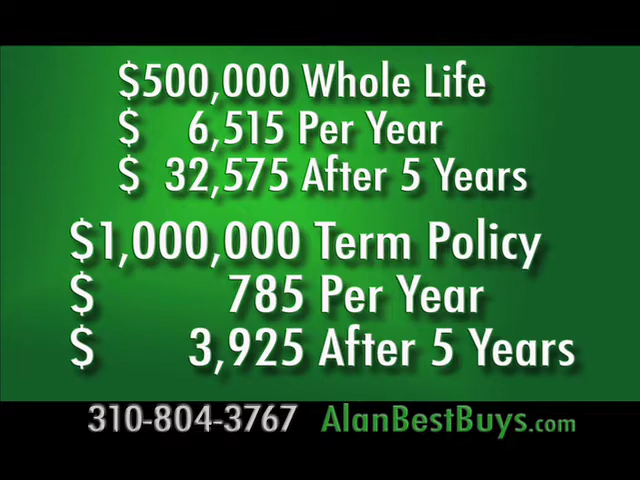 $500,000 Whole Life
$ 6,515 Per Year
$ 32,575 After 5 Years
$1,000,000 Term Policy
$ 785 Per Year
$ 3,925 After 5 Years
310-804-3767 AlanBestBuys.com